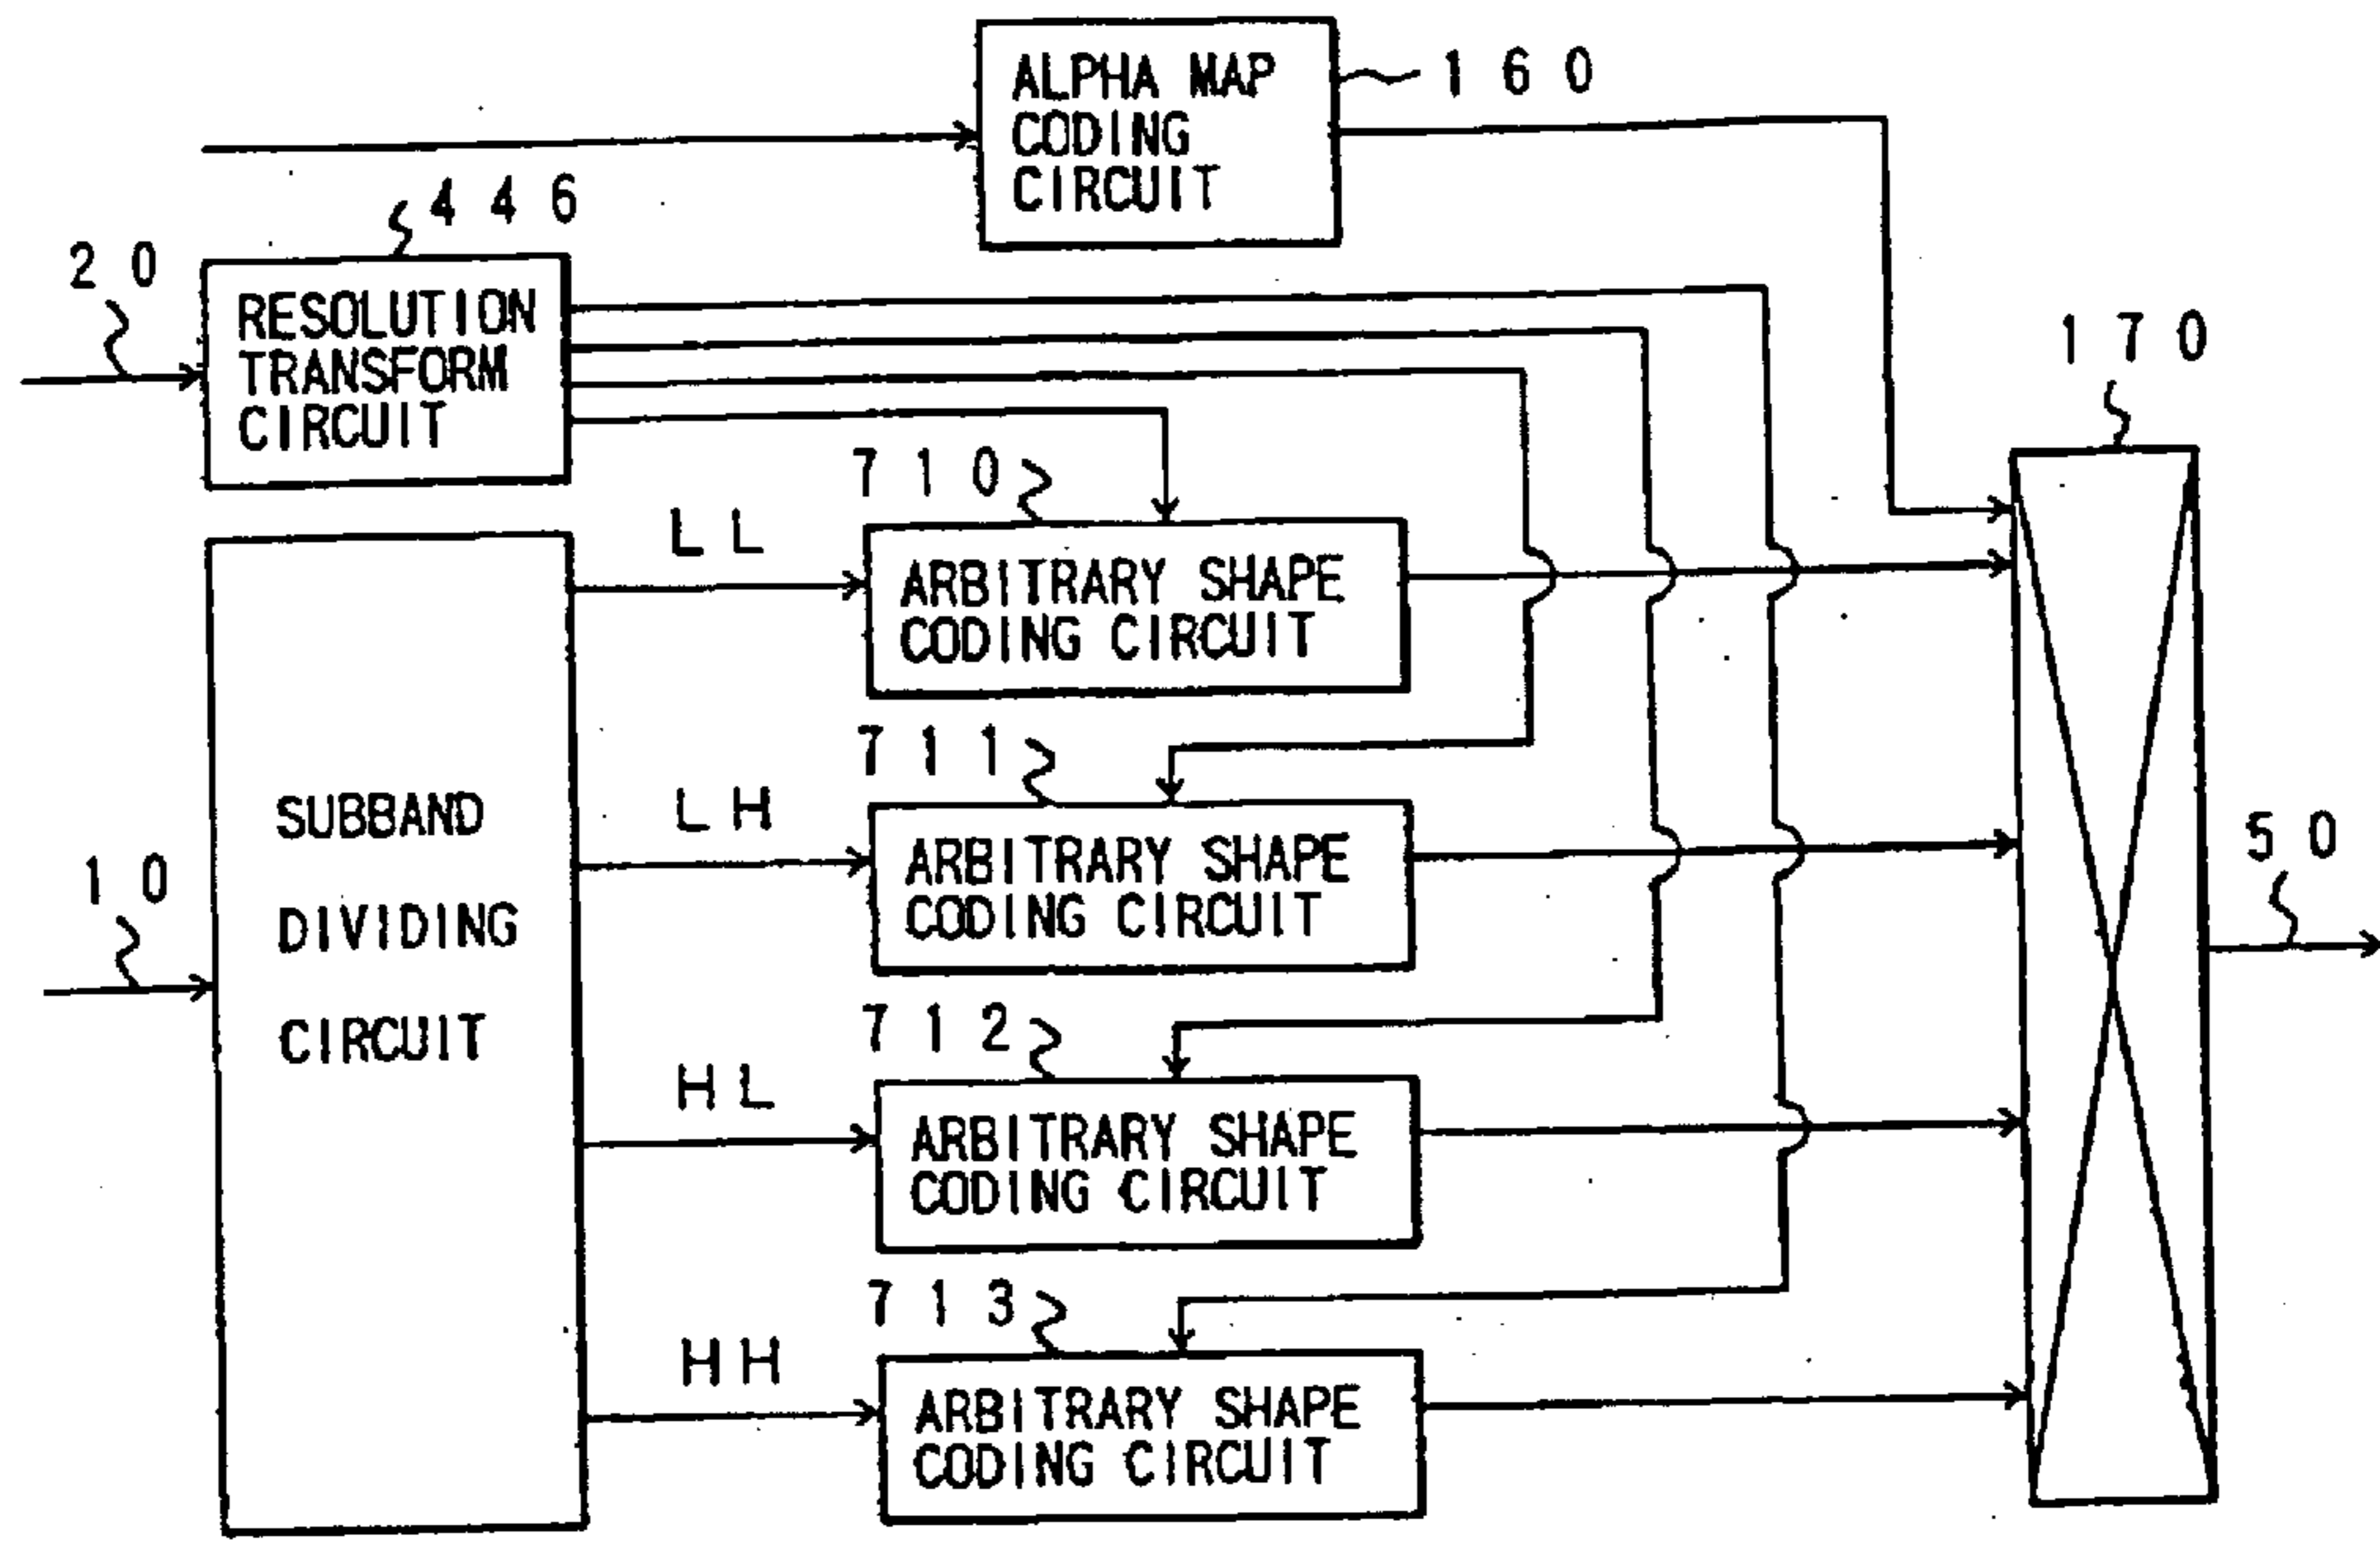 ALPHA MAP
CODING
CIRCUIT
160
446
20
RESOLUTION
TRANSFORM
CIRCUIT
170
710
LL
ARBITRARY SHAPE
CODING CIRCUIT
711
LH
SUBBAND
DIVIDING
CIRCUIT
10
ARBITRARY SHAPE
CODING CIRCUIT
50
712
HL
ARBITRARY SHAPE
CODING CIRCUIT
713
HH
ARBITRARY SHAPE
CODING CIRCUIT